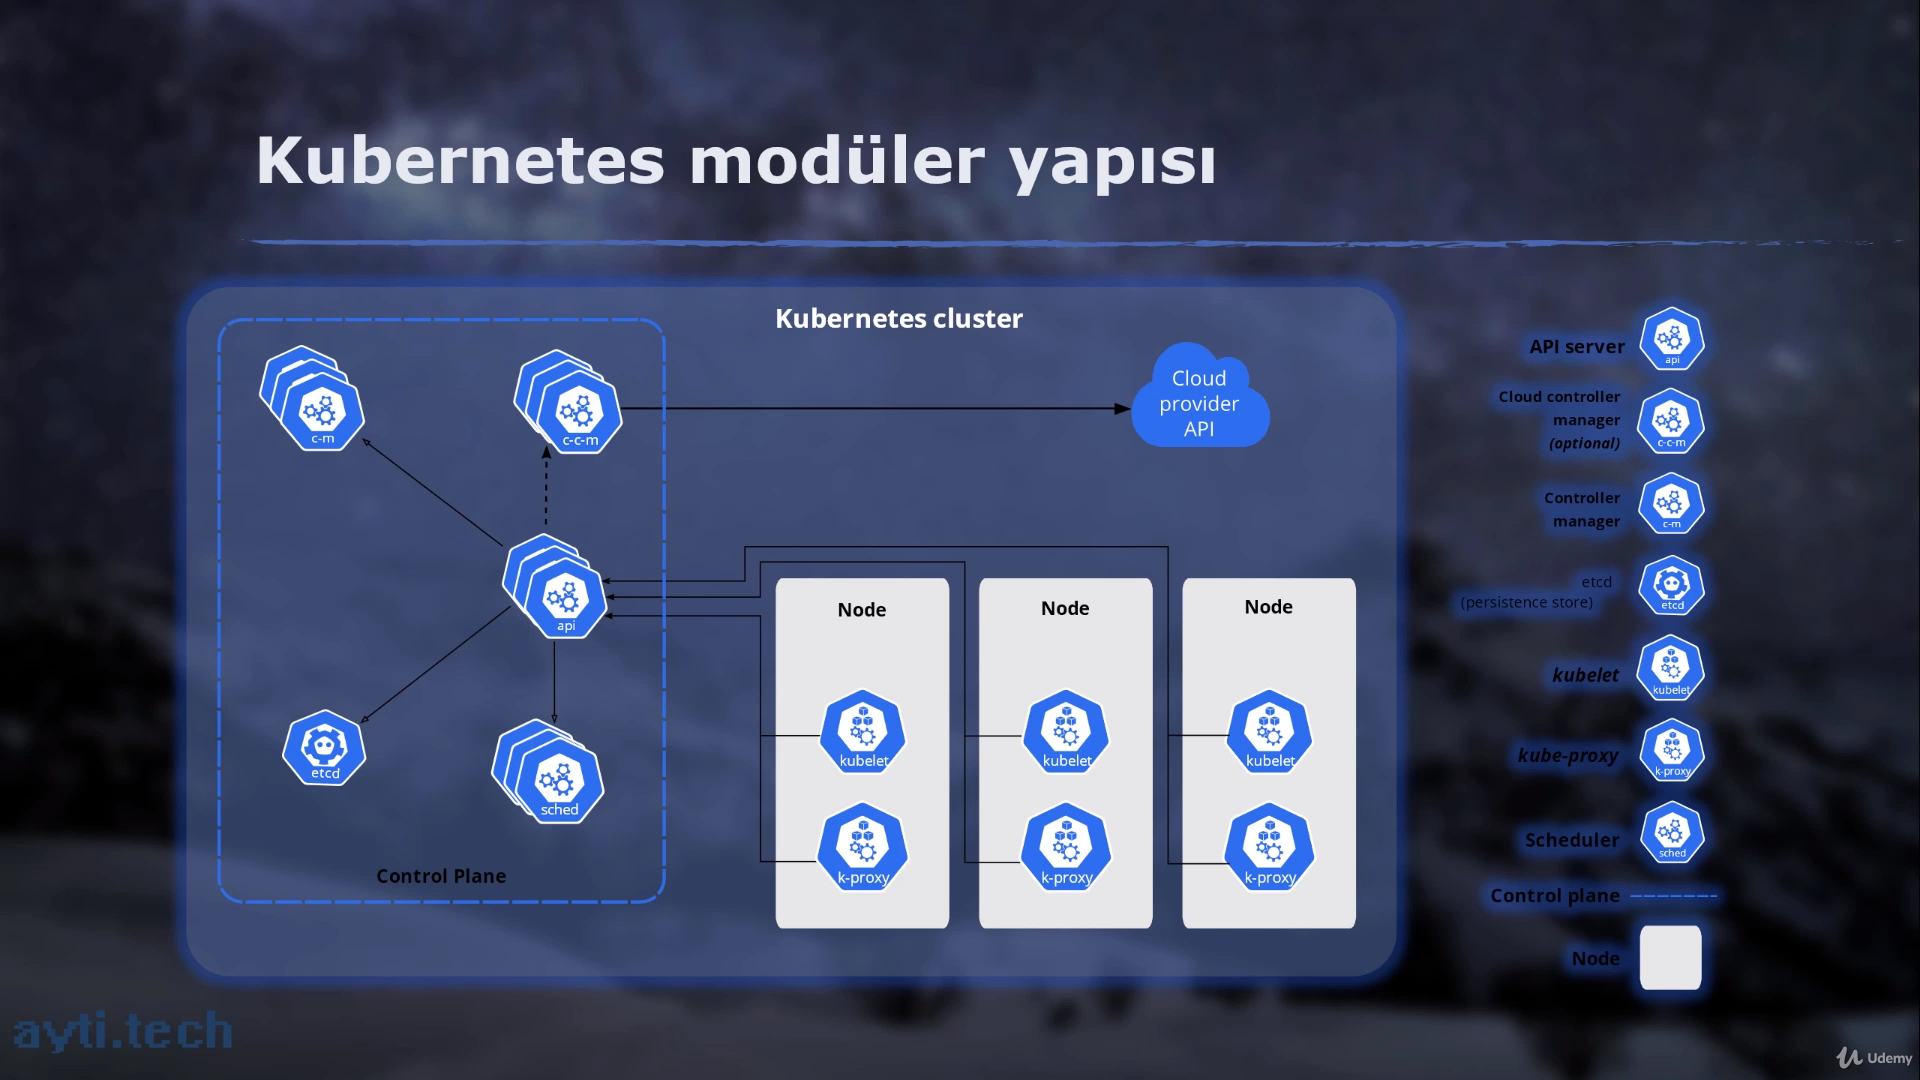 Kubernetes modüler yapısı
Kubernetes cluster
c-m
c-c-m
Cloud
provider
API
api
etcd
sched
Control Plane
Node
kubelet
k-proxy
Node
kubelet
k-proxy
Node
kubelet
k-proxy
API server
api
Cloud controller
manager
(optional)
c-c-m
Controller
manager
c-m
etcd
(persistence store)
etcd
kubelet
kubelet
kube-proxy
k-proxy
Scheduler
sched
Control plane
Node
ayti.tech
Udemy